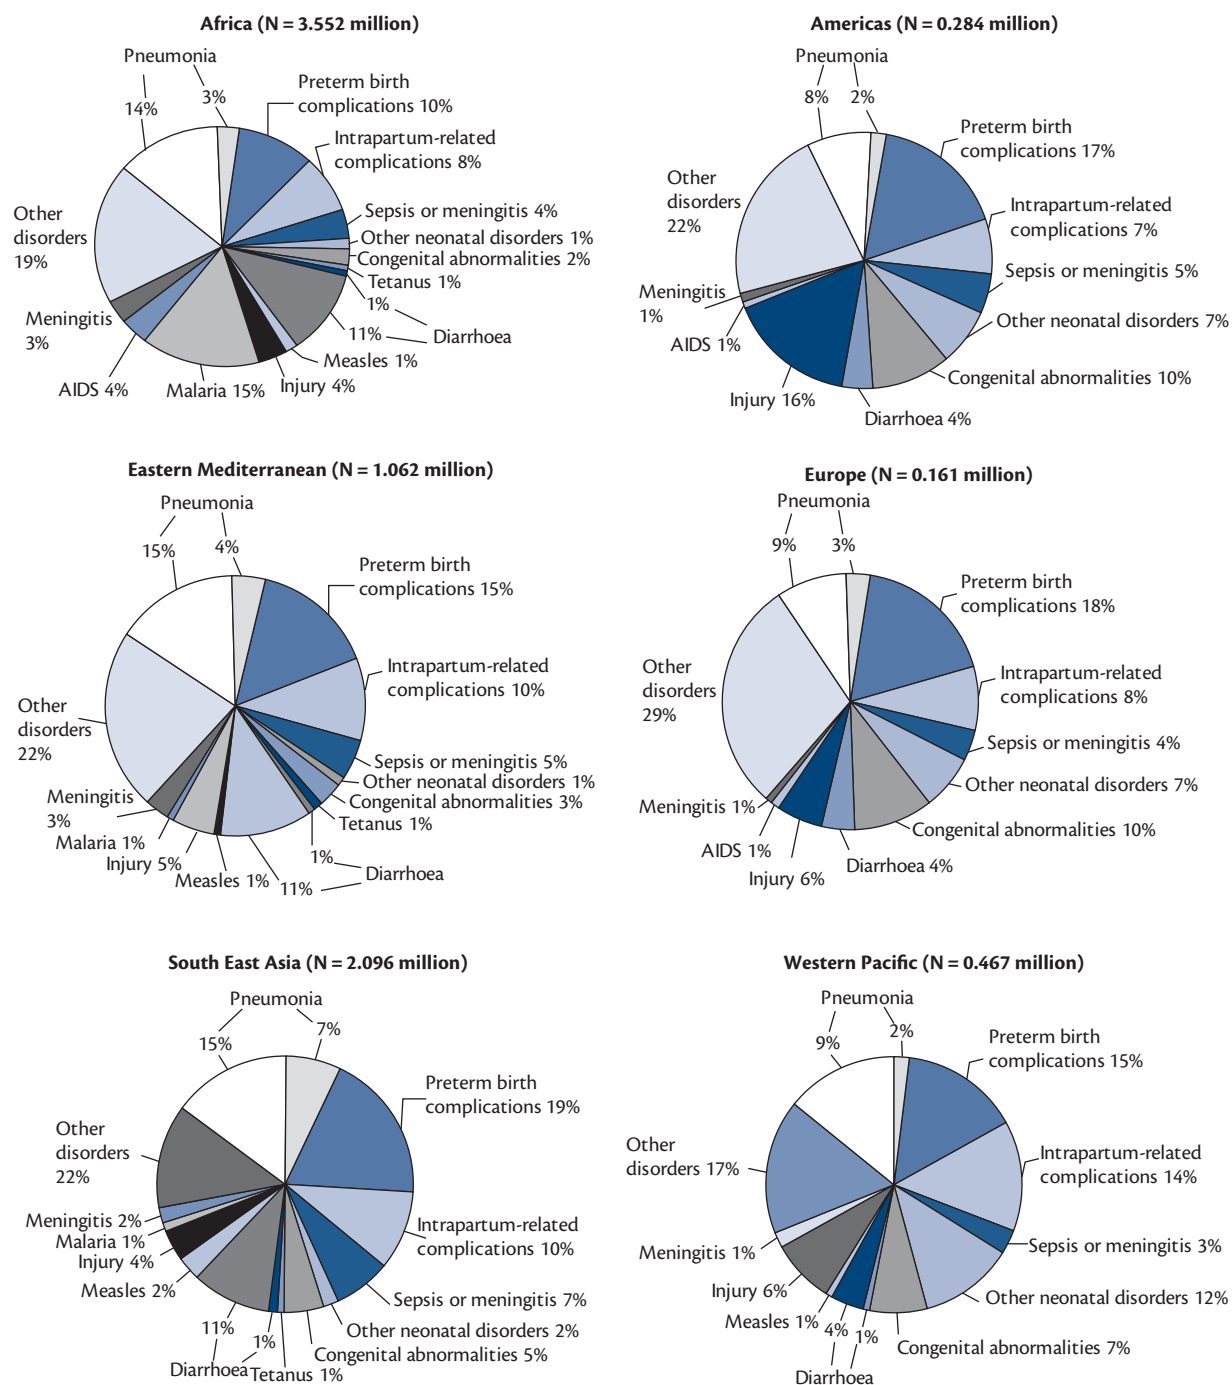 Africa (N = 3.552 million)
Pneumonia
14%
3%
Preterm birth
complications 10%
Intrapartum-related
complications 8%
Sepsis or meningitis 4%
Other neonatal disorders 1%
Congenital abnormalities 2%
Tetanus 1%
1%
11%
Diarrhoea
Measles 1%
Injury 4%
Malaria 15%
AIDS 4%
Meningitis
3%
Other
disorders
19%
Americas (N = 0.284 million)
Pneumonia
8%
2%
Preterm birth
complications 17%
Intrapartum-related
complications 7%
Sepsis or meningitis 5%
Other neonatal disorders 7%
Congenital abnormalities 10%
Diarrhoea 4%
Injury 16%
AIDS 1%
Meningitis
1%
Other
disorders
22%
Eastern Mediterranean (N = 1.062 million)
Pneumonia
15%
4%
Preterm birth
complications 15%
Intrapartum-related
complications 10%
Sepsis or meningitis 5%
Other neonatal disorders 1%
Congenital abnormalities 3%
Tetanus 1%
1%
11%
Diarrhoea
Measles 1%
Injury 5%
Malaria 1%
Meningitis
3%
Other
disorders
22%
Europe (N = 0.161 million)
Pneumonia
9%
3%
Preterm birth
complications 18%
Intrapartum-related
complications 8%
Sepsis or meningitis 4%
Other neonatal disorders 7%
Congenital abnormalities 10%
Diarrhoea 4%
Injury 6%
AIDS 1%
Meningitis 1%
Other
disorders
29%
South East Asia (N = 2.096 million)
Pneumonia
15%
7%
Preterm birth
complications 19%
Intrapartum-related
complications 10%
Sepsis or meningitis 7%
Other neonatal disorders 2%
Congenital abnormalities 5%
Tetanus 1%
1%
11%
Diarrhoea
Measles 2%
Injury 4%
Malaria 1%
Meningitis 2%
Other
disorders
22%
Western Pacific (N = 0.467 million)
Pneumonia
9%
2%
Preterm birth
complications 15%
Intrapartum-related
complications 14%
Sepsis or meningitis 3%
Other neonatal disorders 12%
Congenital abnormalities 7%
1%
4%
Diarrhoea
Measles 1%
Injury 6%
Meningitis 1%
Other
disorders 17%